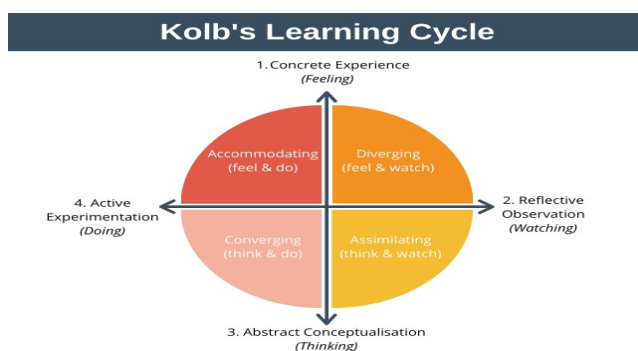 Kolb's Learning Cycle
1. Concrete Experience
(Feeling)
Accommodating
(feel & do)
Diverging
(feel & watch)
4. Active
Experimentation
(Doing)
2. Reflective
Observation
(Watching)
Converging
(think & do)
Assimilating
(think & watch)
3. Abstract Conceptualisation
(Thinking)